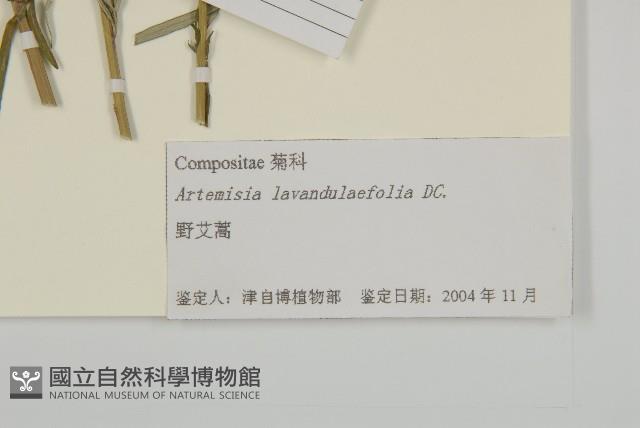 Compositae 菊科
Artemisia lavandulaefolia DC.
野艾蒿
鉴定人：津自博植物部 鉴定日期：2004 年 11 月
國立自然科學博物館
NATIONAL MUSEUM OF NATURAL SCIENCE